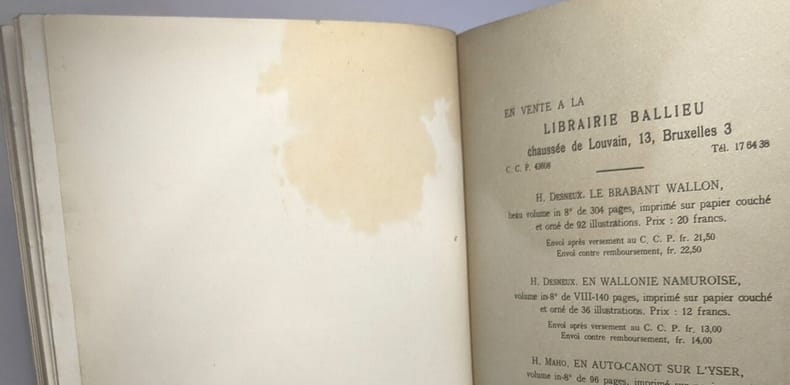 EN VENTE A LA
LIBRAIRIE BALLIEU
chaussée de Louvain, 13, Bruxelles 3
C. C. P. 43608
Tél. 17 64 38
H. Desneux. LE BRABANT WALLON,
beau volume in 8° de 304 pages, imprimé sur papier couché
et orné de 92 illustrations. Prix : 20 francs.
Envoi après versement au C. C. P. fr. 21,50
Envoi contre remboursement, fr. 22,50
H. Desneux. EN WALLONIE NAMUROISE,
volume in-8° de VIII-140 pages, imprimé sur papier couché
et orné de 36 illustrations. Prix : 12 francs.
Envoi après versement au C. C. P. fr. 13,00
Envoi contre remboursement, fr. 14,00
H. Maho. EN AUTO-CANOT SUR L'YSER,
volume in-8° de 96 pages, imprimé sur papier